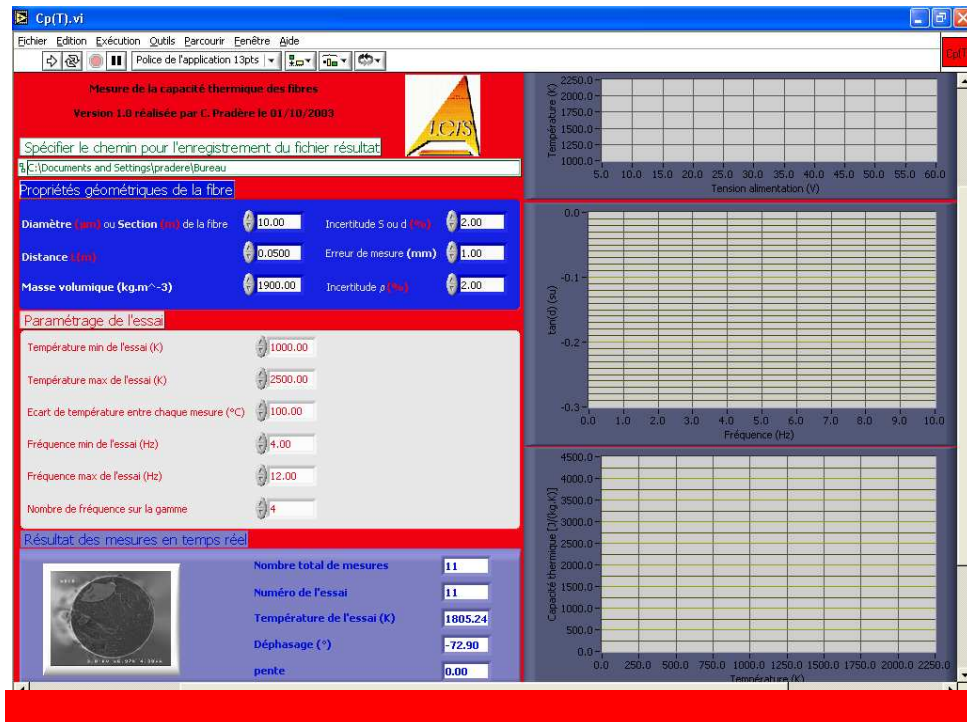 Cp(T).vi
Fichier Edition Exécution Outils Parcourir Fenêtre Aide
Police de l'application 13pts
Cp(T
Mesure de la capacité thermique des fibres
Version 1.0 réalisée par C. Pradère le 01/10/2003
LCTS
Spécifier le chemin pour l'enregistrement du fichier résultat
C:\Documents and Settings\pradere\Bureau
Propriétés géométriques de la fibre
Diamètre (µm) ou Section (m) de la fibre 10.00 Incertitude S ou d (%) 2.00
Distance L(m) 0.0500 Erreur de mesure (mm) 1.00
Masse volumique (kg.m^-3) 1900.00 Incertitude ρ (%) 2.00
Paramétrage de l'essai
Température min de l'essai (K) 1000.00
Température max de l'essai (K) 2500.00
Ecart de température entre chaque mesure (°C) 100.00
Fréquence min de l'essai (Hz) 4.00
Fréquence max de l'essai (Hz) 12.00
Nombre de fréquence sur la gamme 4
Résultat des mesures en temps réel
Nombre total de mesures 11
Numéro de l'essai 11
Température de l'essai (K) 1805.24
Déphasage (°) -72.90
pente 0.00
Température (K)
2250.0
2000.0
1750.0
1500.0
1250.0
1000.0
5.0 10.0 15.0 20.0 25.0 30.0 35.0 40.0 45.0 50.0 55.0 60.0
Tension alimentation (V)
tan(d) (su)
0.0
-0.1
-0.2
-0.3
0.0 1.0 2.0 3.0 4.0 5.0 6.0 7.0 8.0 9.0 10.0
Fréquence (Hz)
Capacité thermique [J/(kg.K)]
4500.0
4000.0
3500.0
3000.0
2500.0
2000.0
1500.0
1000.0
500.0
0.0
0.0 250.0 500.0 750.0 1000.0 1250.0 1500.0 1750.0 2000.0 2250.0
Température (K)